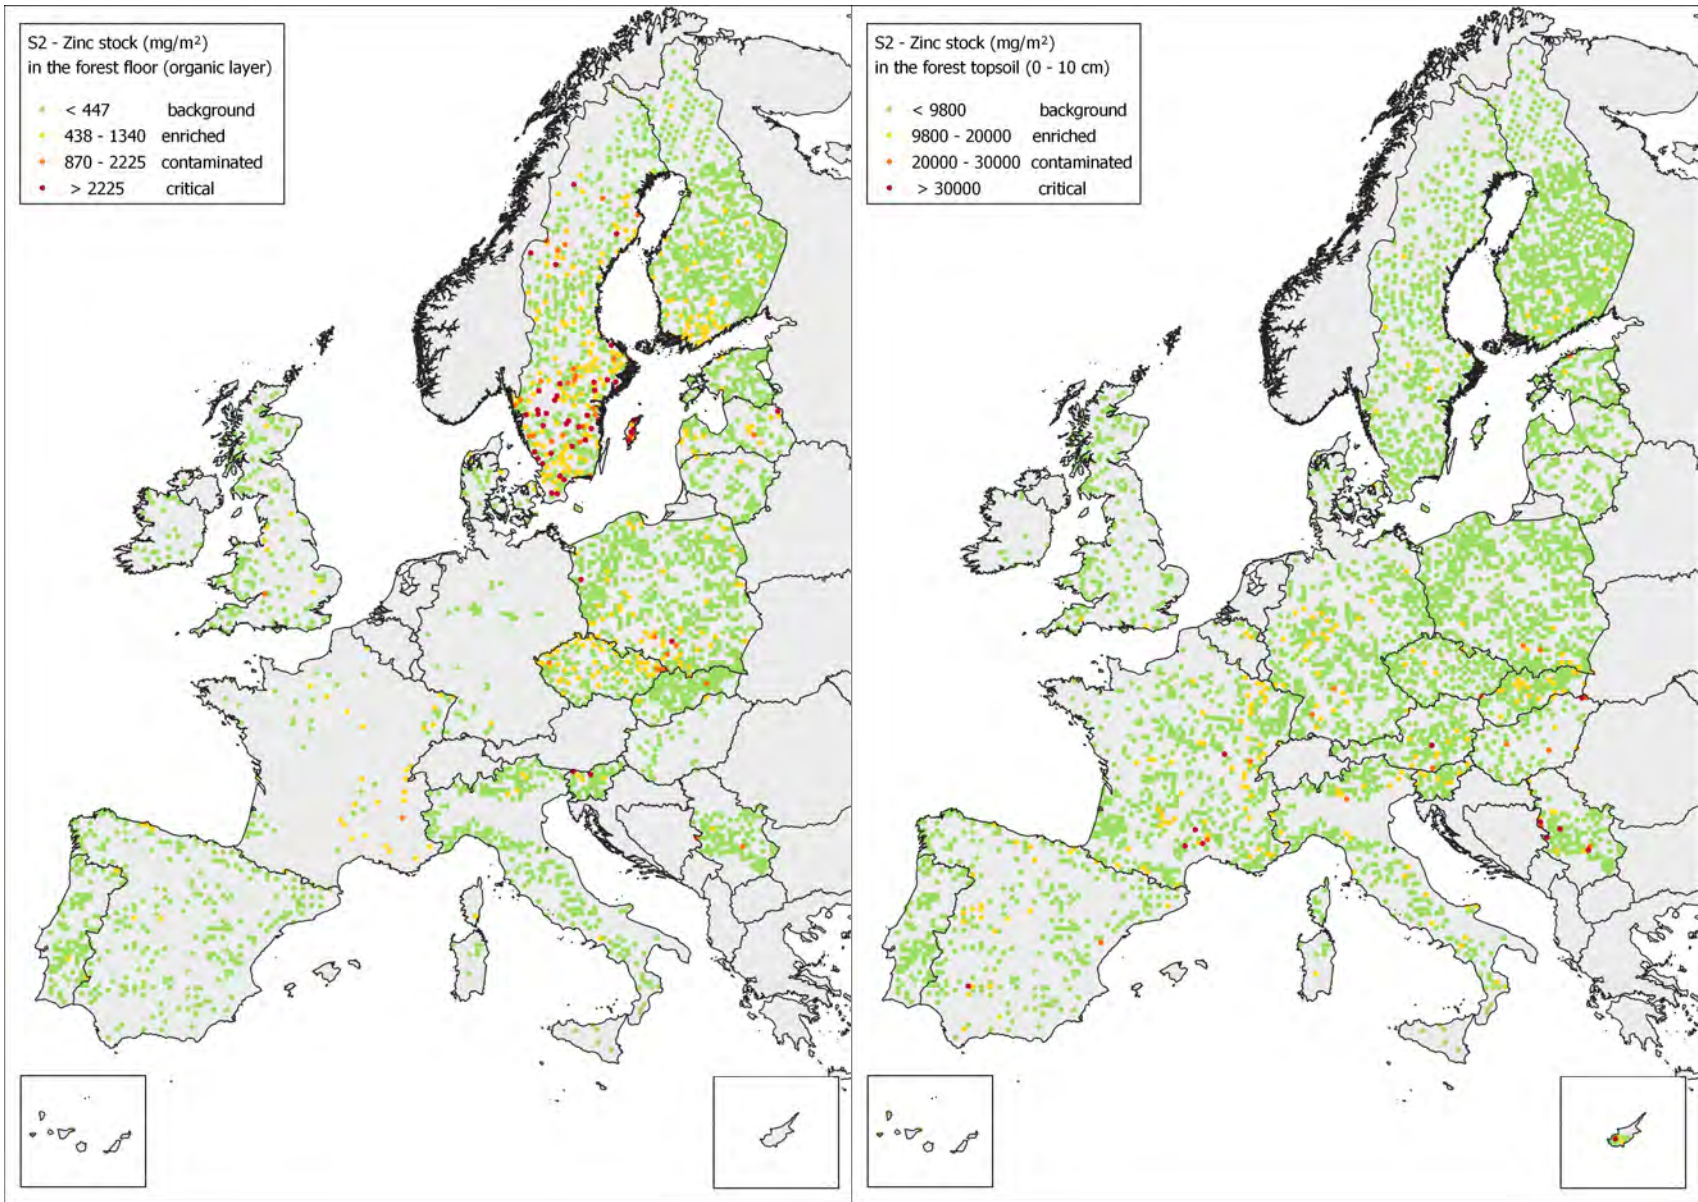 S2 - Zinc stock (mg/m²)
in the forest floor (organic layer)
< 447 background
438 - 1340 enriched
870 - 2225 contaminated
> 2225 critical
S2 - Zinc stock (mg/m²)
in the forest topsoil (0 - 10 cm)
< 9800 background
9800 - 20000 enriched
20000 - 30000 contaminated
> 30000 critical